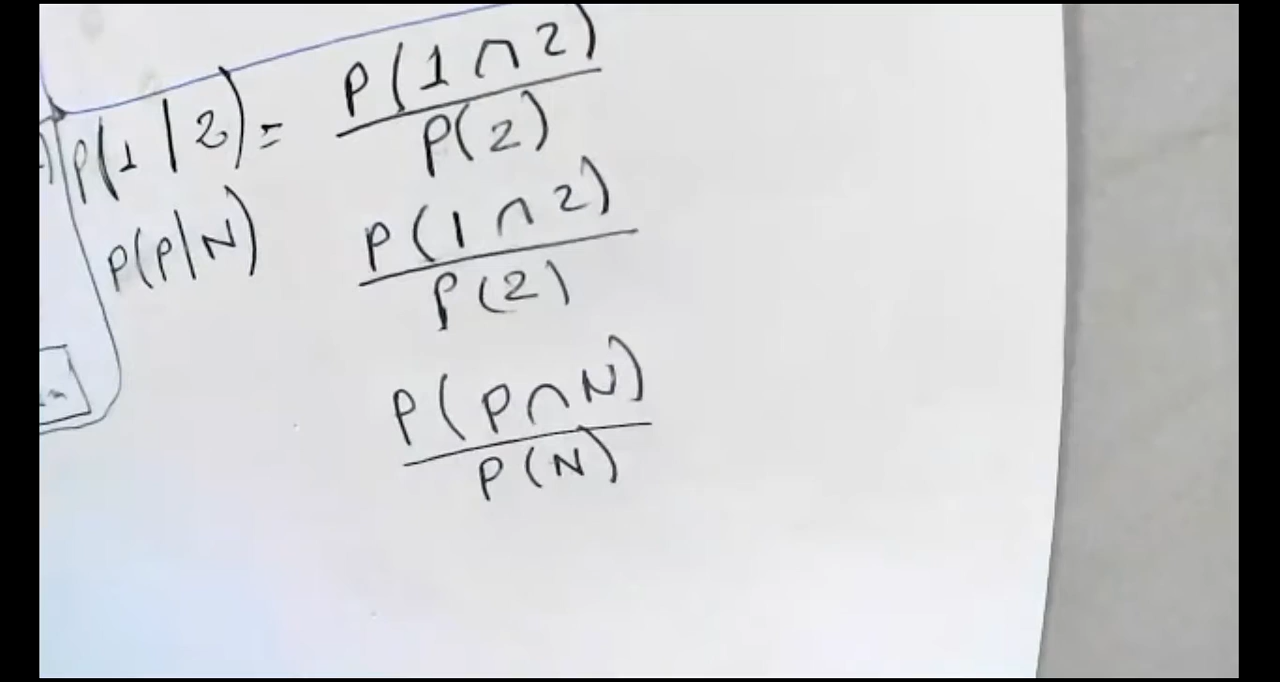 P(1|2) = P(1∩2)
P(2)
P(P|N) P(1∩2)
P(2)
P(P∩N)
P(N)